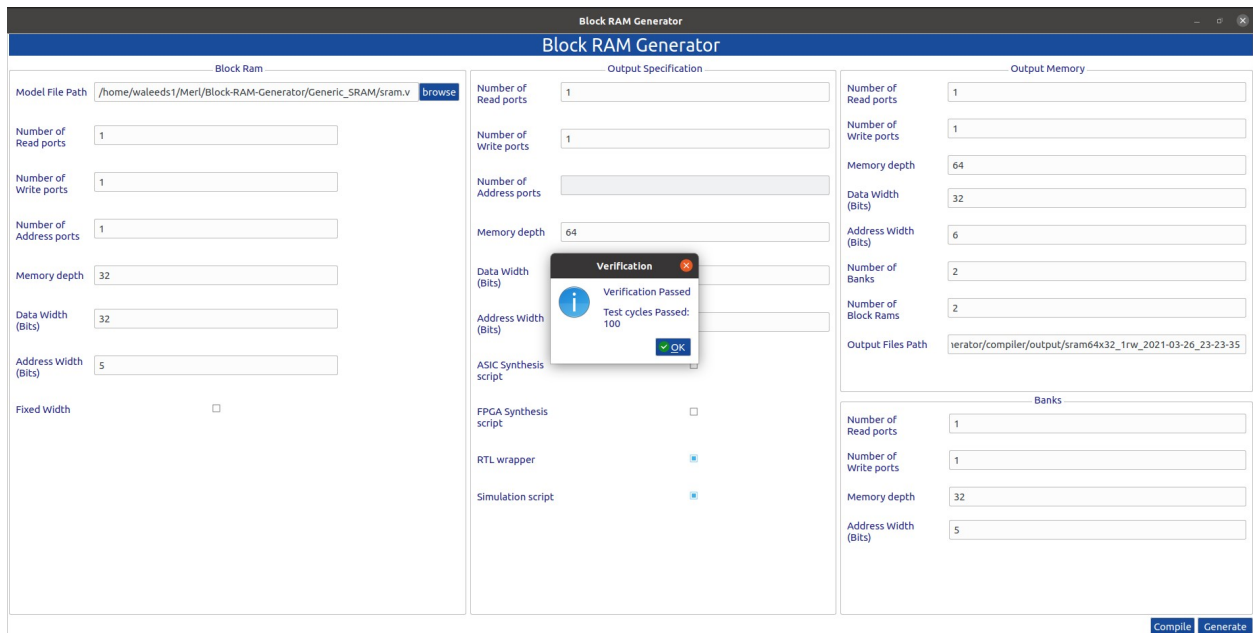 Block RAM Generator
Block RAM Generator
Block Ram
Model File Path /home/waleeds1/Merl/Block-RAM-Generator/Generic_SRAM/sram.v browse
Number of
Read ports
1
Number of
Write ports
1
Number of
Address ports
1
Memory depth 32
Data Width
(Bits)
32
Address Width
(Bits)
5
Fixed Width
Output Specification
Number of
Read ports
1
Number of
Write ports
1
Number of
Address ports
Memory depth 64
Data Width
(Bits)
Address Width
(Bits)
ASIC Synthesis
script
FPGA Synthesis
script
RTL wrapper
Simulation script
Verification
Verification Passed
Test cycles Passed:
100
OK
Output Memory
Number of
Read ports
1
Number of
Write ports
1
Memory depth 64
Data Width
(Bits)
32
Address Width
(Bits)
6
Number of
Banks
2
Number of
Block Rams
2
Output Files Path nerator/compiler/output/sram64x32_1rw_2021-03-26_23-23-35
Banks
Number of
Read ports
1
Number of
Write ports
1
Memory depth 32
Address Width
(Bits)
5
Compile Generate